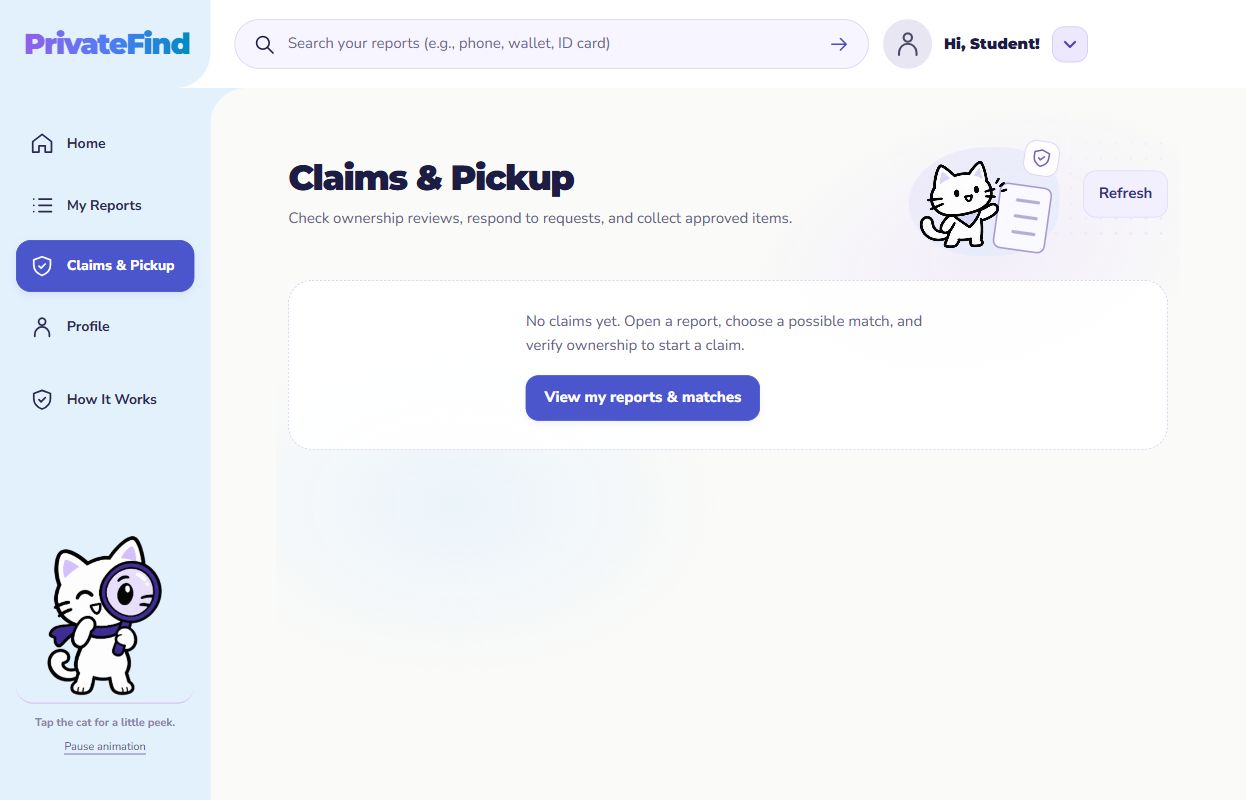 PrivateFind
Search your reports (e.g., phone, wallet, ID card)
Hi, Student!
Home
My Reports
Claims & Pickup
Profile
How It Works
Tap the cat for a little peek.
Pause animation
Claims & Pickup
Check ownership reviews, respond to requests, and collect approved items.
Refresh
No claims yet. Open a report, choose a possible match, and
verify ownership to start a claim.
View my reports & matches